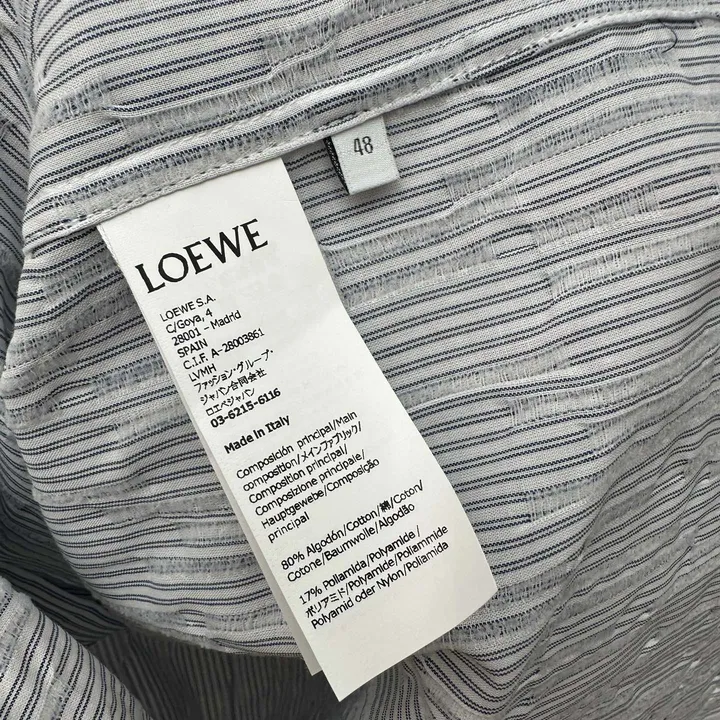 48
LOEWE
LOEWE S.A.
C/Goya, 4
28001 - Madrid
SPAIN
C.I.F. A-28003861
LVMH
ファッション・グループ・
ジャパン合同会社
ロエベジャパン
03-6215-6116
Made in Italy
Composición principal/Main
composition/メインファブリック/
Composition principal/
Composizione principale/
Hauptgewebe/Composição
principal
80% Algodón/Cotton/綿/Coton/
Cotone/Baumwolle/Algodão
17% Poliamida/Polyamide/
ポリアミド/Polyamide/Poliammide
Polyamid oder Nylon/Poliamida